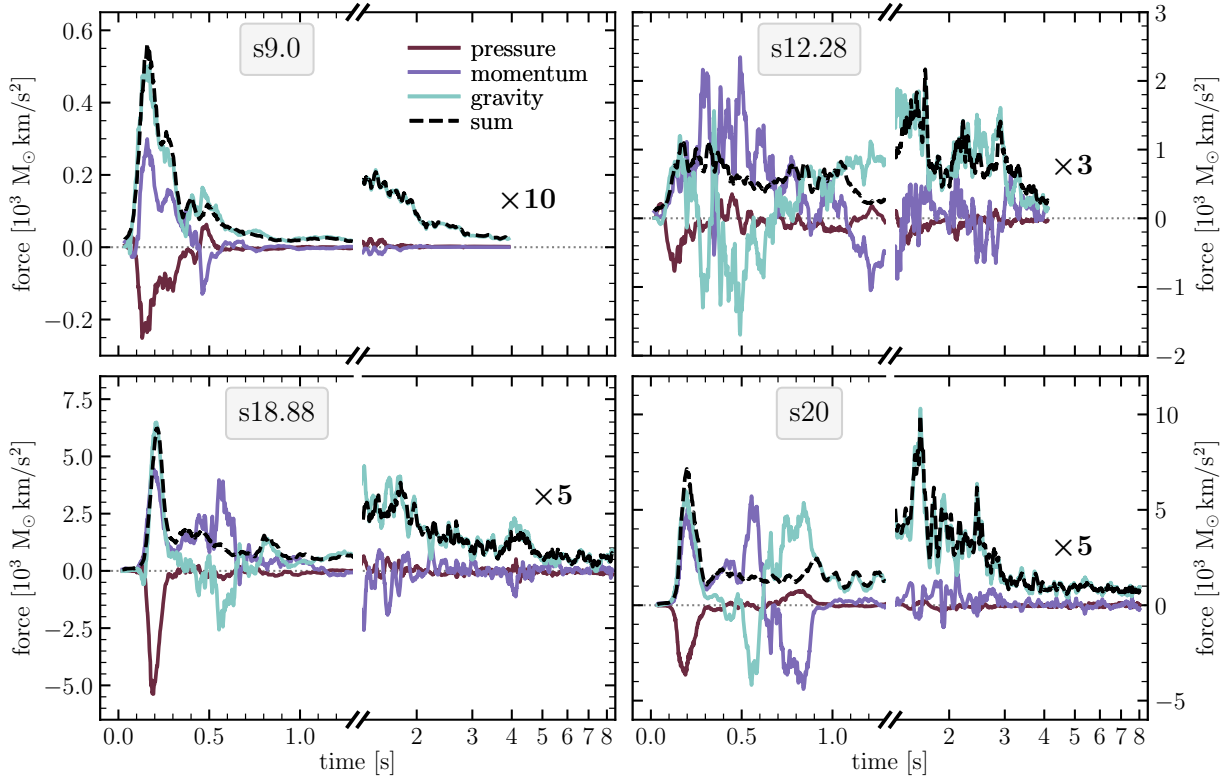 s9.0
pressure
momentum
gravity
sum
×10
force [10³ M☉ km/s²]
0.6
0.4
0.2
0.0
−0.2
s12.28
×3
3
2
1
0
−1
−2
force [10³ M☉ km/s²]
s18.88
×5
force [10³ M☉ km/s²]
7.5
5.0
2.5
0.0
−2.5
−5.0
0.0 0.5 1.0 2 3 4 5 6 7 8
time [s]
s20
×5
10
5
0
−5
force [10³ M☉ km/s²]
0.0 0.5 1.0 2 3 4 5 6 7 8
time [s]